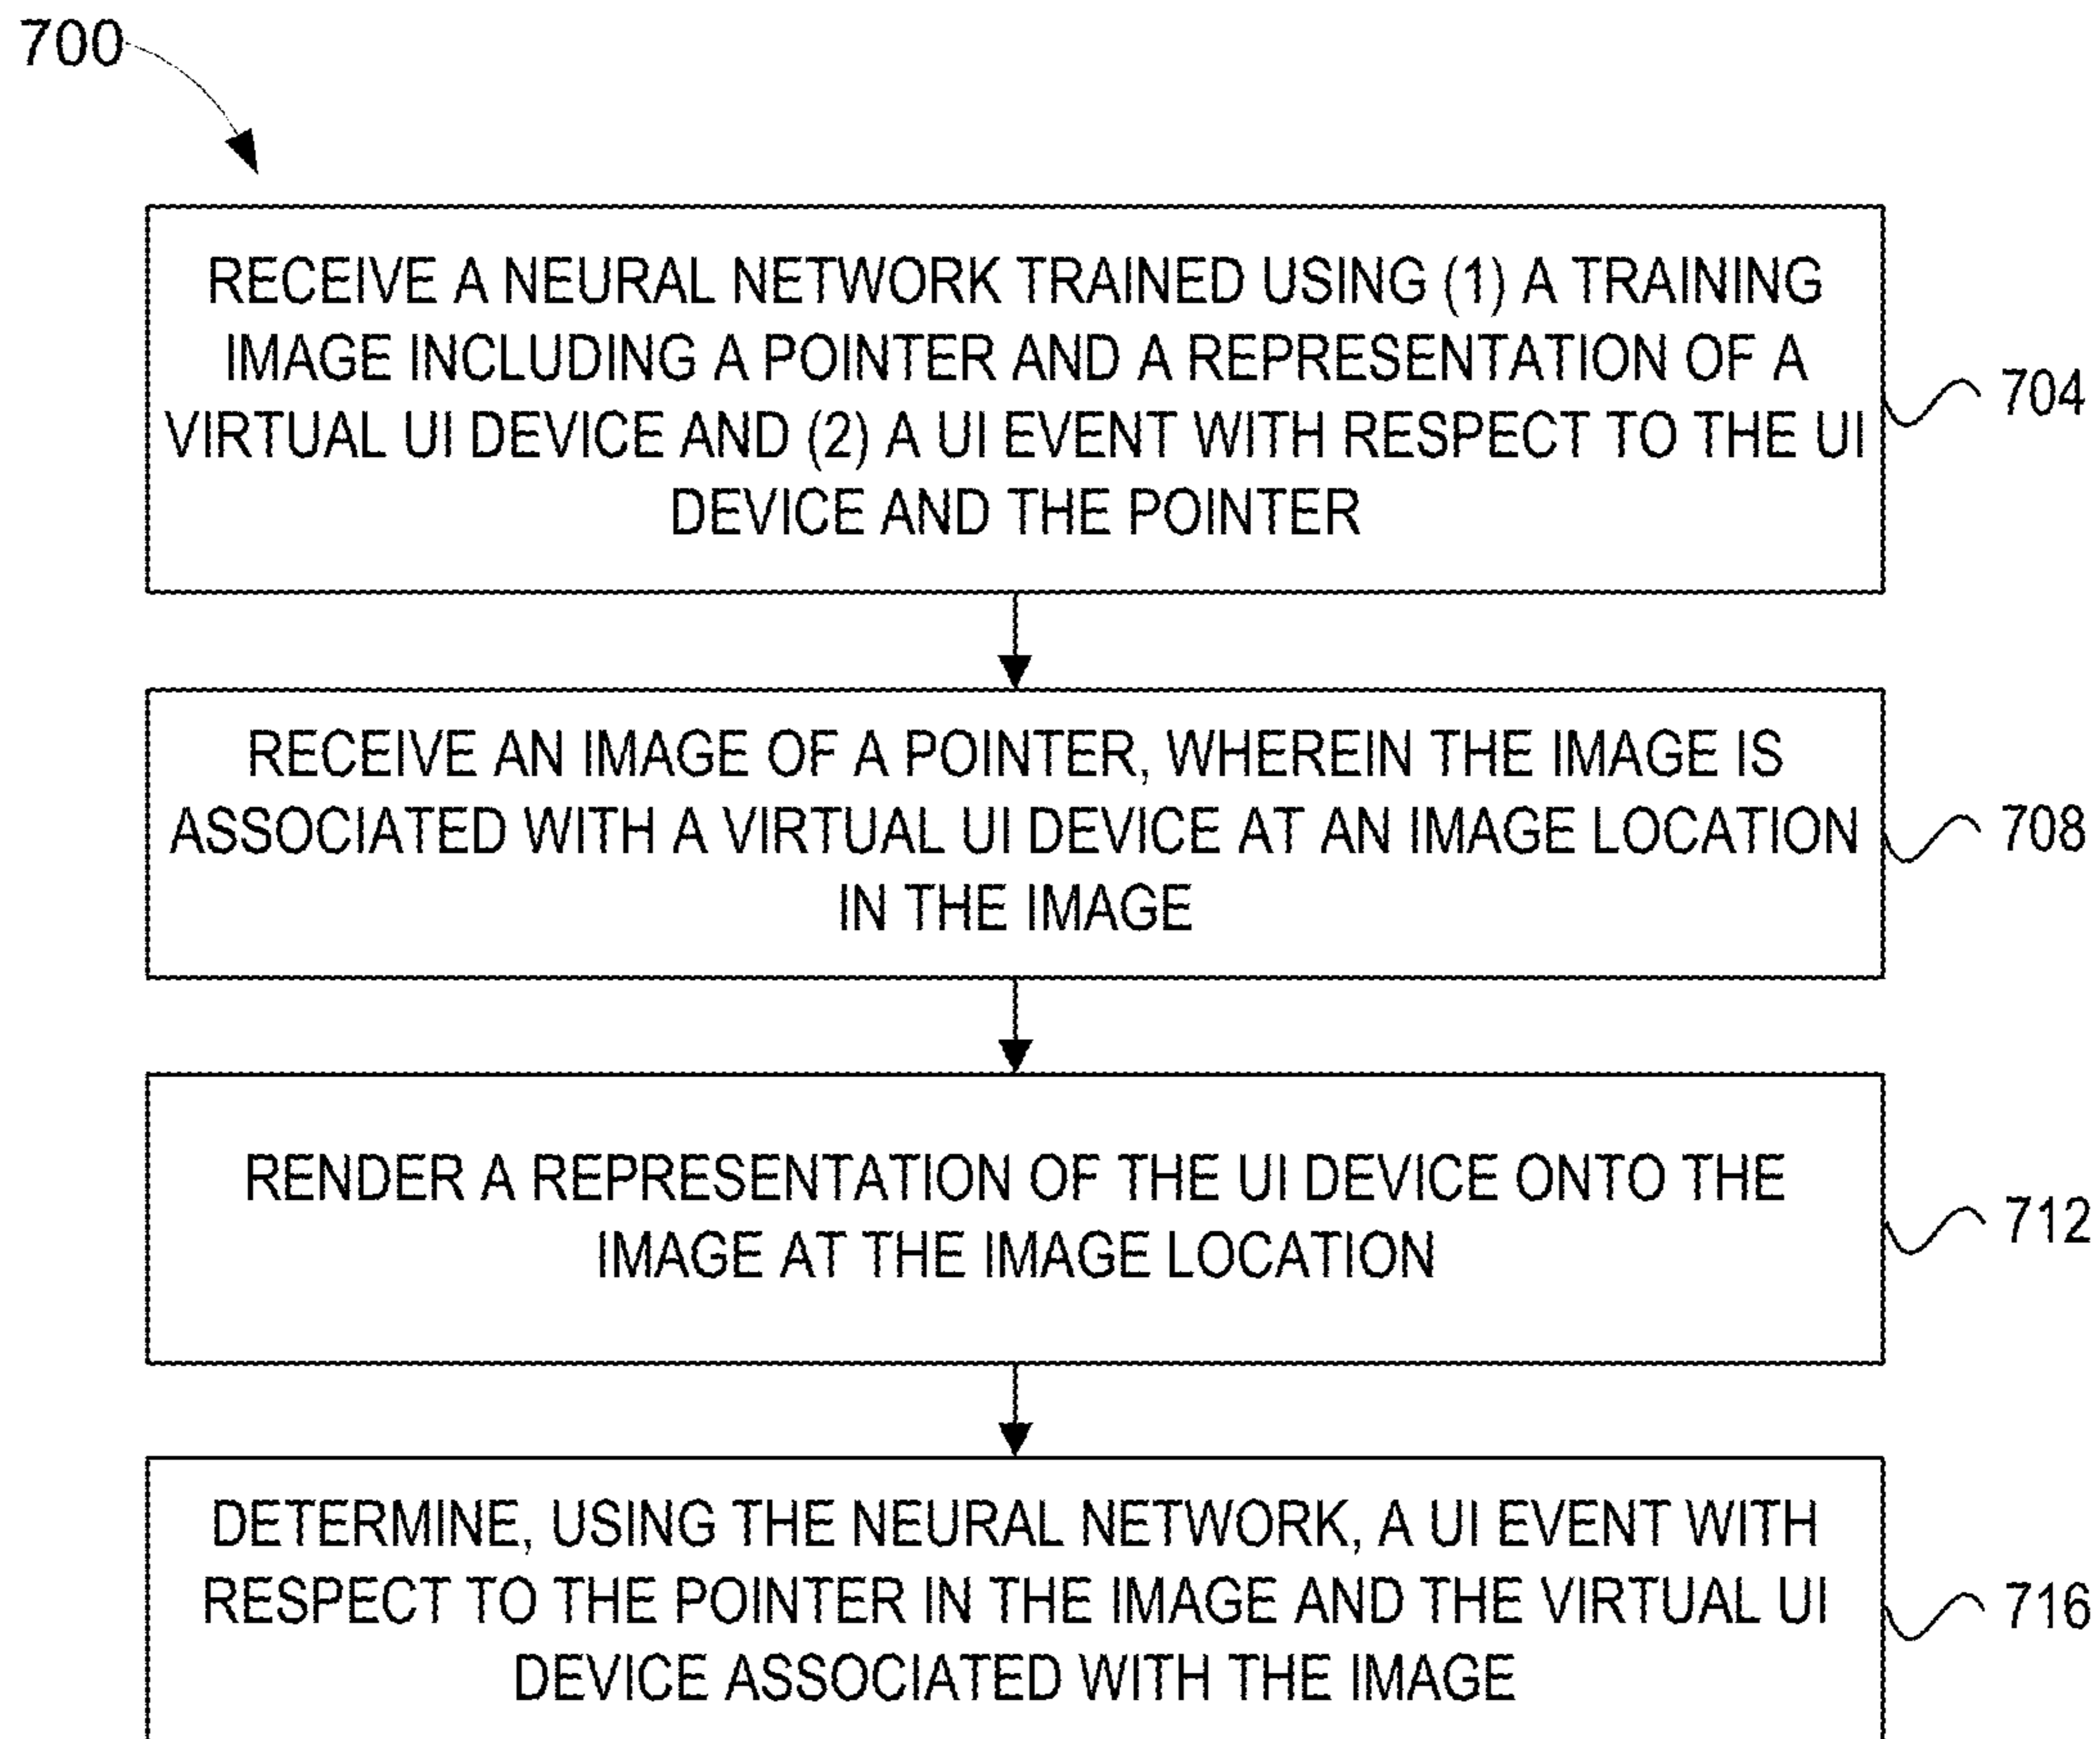 700
RECEIVE A NEURAL NETWORK TRAINED USING (1) A TRAINING
IMAGE INCLUDING A POINTER AND A REPRESENTATION OF A
VIRTUAL UI DEVICE AND (2) A UI EVENT WITH RESPECT TO THE UI
DEVICE AND THE POINTER
704
RECEIVE AN IMAGE OF A POINTER, WHEREIN THE IMAGE IS
ASSOCIATED WITH A VIRTUAL UI DEVICE AT AN IMAGE LOCATION
IN THE IMAGE
708
RENDER A REPRESENTATION OF THE UI DEVICE ONTO THE
IMAGE AT THE IMAGE LOCATION
712
DETERMINE, USING THE NEURAL NETWORK, A UI EVENT WITH
RESPECT TO THE POINTER IN THE IMAGE AND THE VIRTUAL UI
DEVICE ASSOCIATED WITH THE IMAGE
716